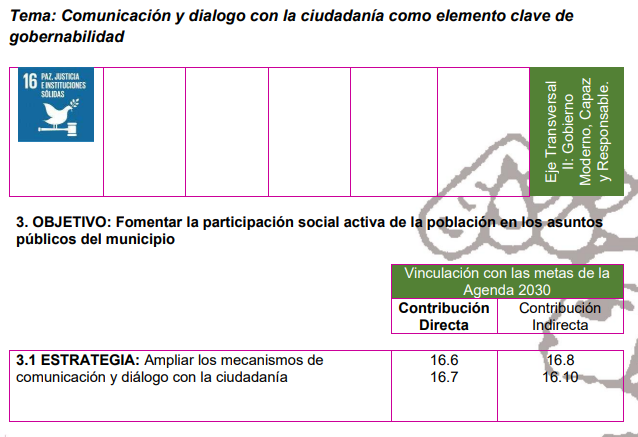 Tema: Comunicación y dialogo con la ciudadanía como elemento clave de
gobernabilidad
16 PAZ, JUSTICIA
E INSTITUCIONES
SÓLIDAS
Eje Transversal
II: Gobierno
Moderno, Capaz
y Responsable.
3. OBJETIVO: Fomentar la participación social activa de la población en los asuntos
públicos del municipio
Vinculación con las metas de la
Agenda 2030
Contribución
Directa
Contribución
Indirecta
3.1 ESTRATEGIA: Ampliar los mecanismos de
comunicación y diálogo con la ciudadanía
16.6
16.7
16.8
16.10